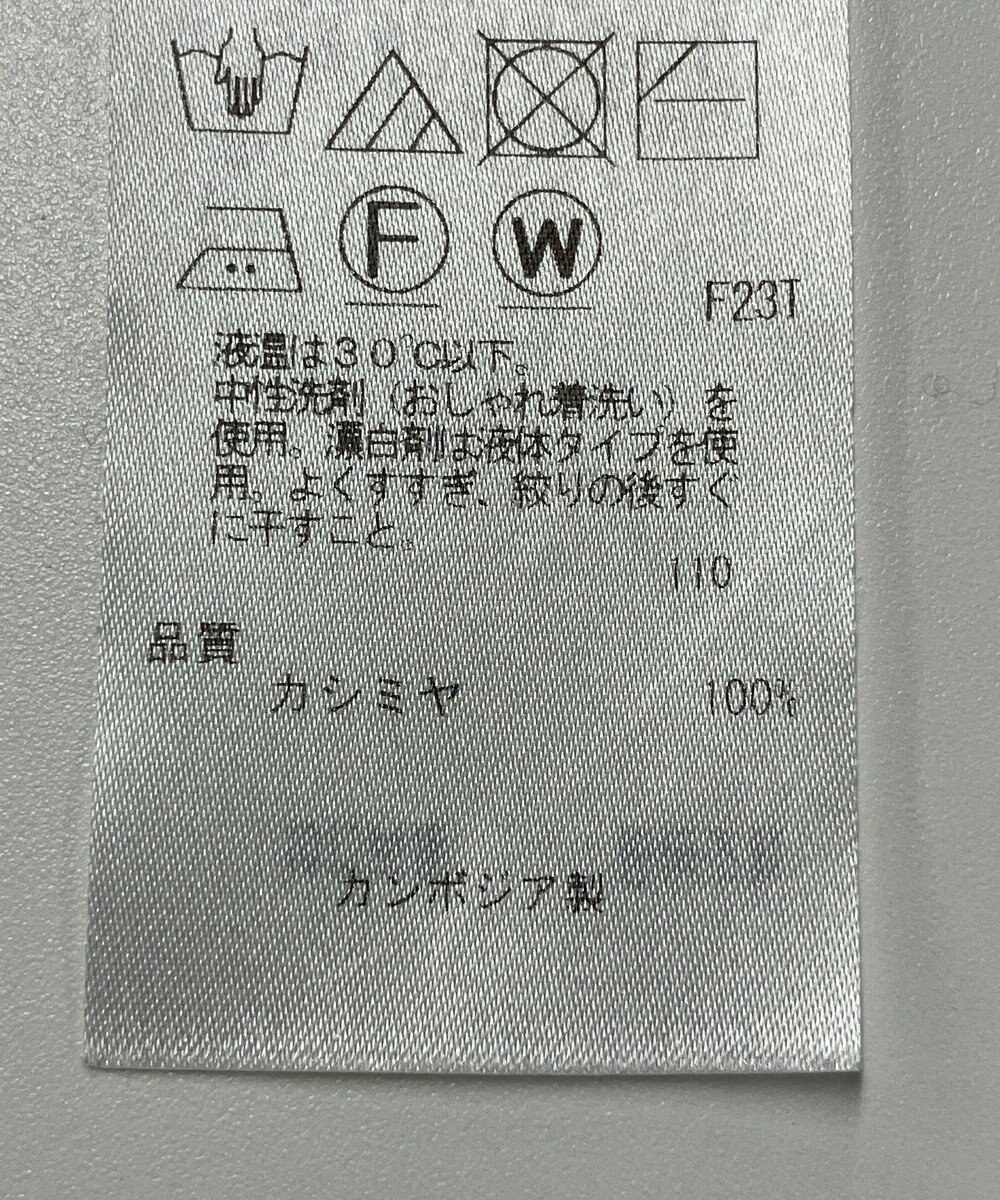 F
W
F23T
液温は30℃以下。
中性洗剤（おしゃれ着洗い）を
使用。漂白剤は液体タイプを使
用。よくすすぎ、絞りの後すぐ
に干すこと。
110
品質
カシミヤ 100%
カンボジア製